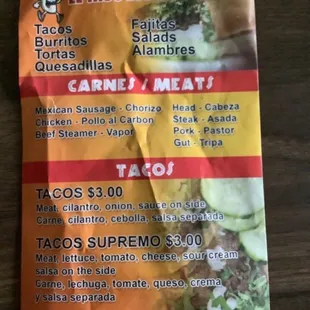 Tacos
Burritos
Tortas
Quesadillas
Fajitas
Salads
Alambres
CARNES / MEATS
Mexican Sausage - Chorizo
Chicken - Pollo al Carbon
Beef Steamer - Vapor
Head - Cabeza
Steak - Asada
Pork - Pastor
Gut - Tripa
TACOS
TACOS $3.00
Meat, cilantro, onion, sauce on side
Carne, cilantro, cebolla, salsa separada
TACOS SUPREMO $3.00
Meat, lettuce, tomato, cheese, sour cream
salsa on the side
Carne, lechuga, tomate, queso, crema
y salsa separada